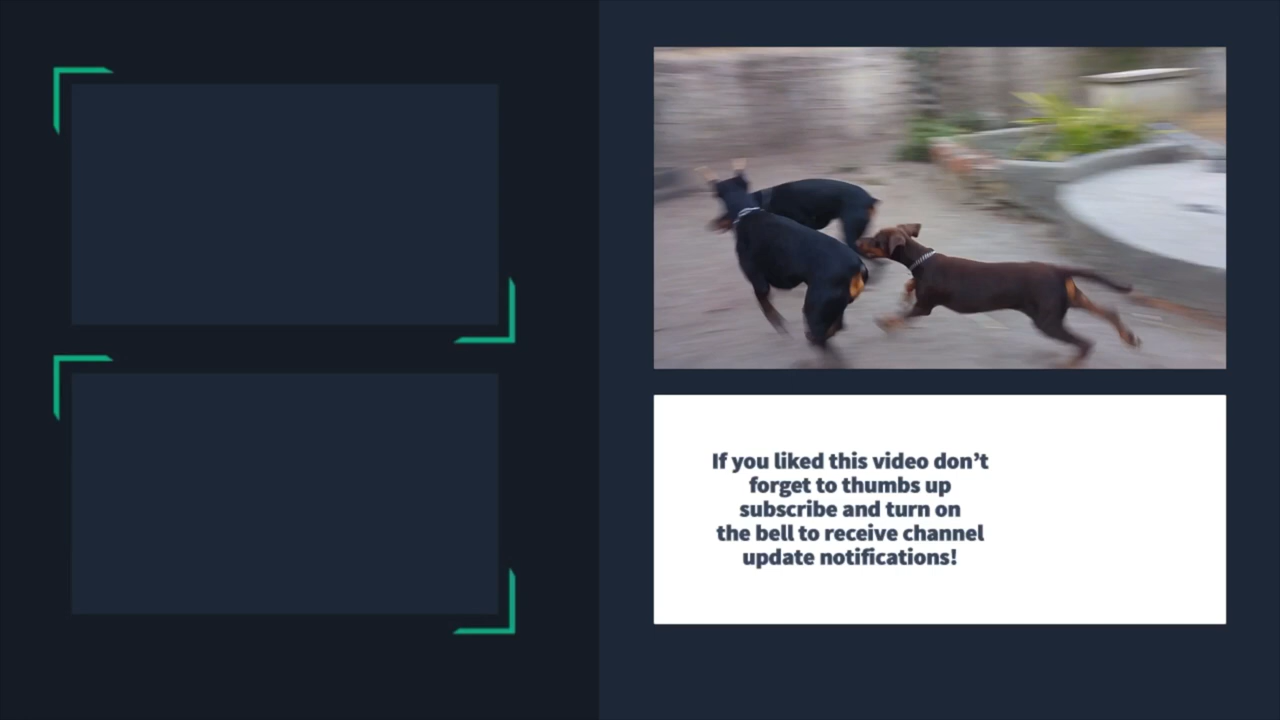 If you liked this video don’t
forget to thumbs up
subscribe and turn on
the bell to receive channel
update notifications!